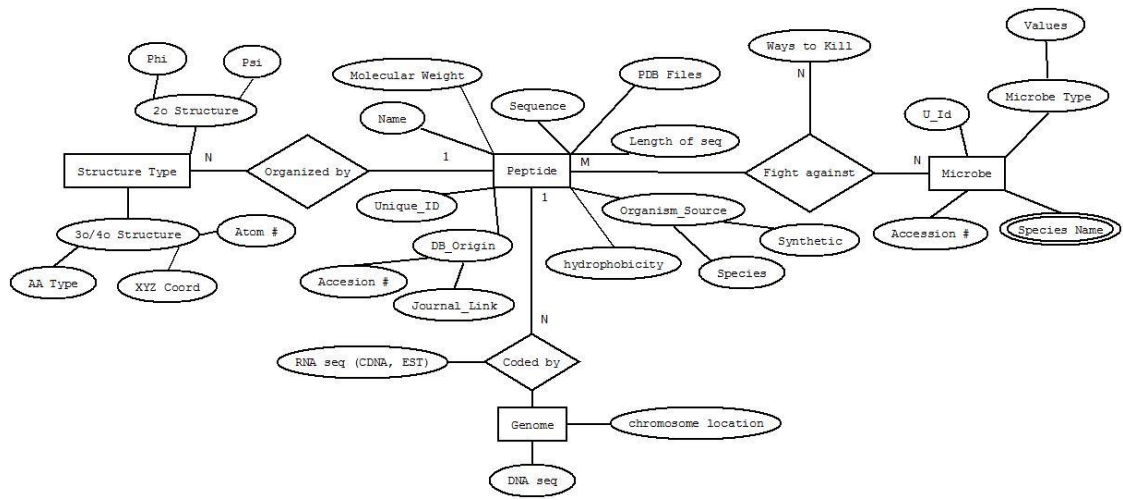 Values
Ways to Kill
Phi
Psi
Molecular Weight
PDB Files
2o Structure
Sequence
Microbe Type
Name
N
U_Id
Length of seq
N
1
M
N
Structure Type
Organized by
Peptide
Fight against
Microbe
1
Unique_ID
Organism_Source
3o/4o Structure
Atom #
Accession #
Species Name
DB_Origin
Synthetic
hydrophobicity
AA Type
XYZ Coord
Accesion #
Species
Journal_Link
N
RNA seq (CDNA, EST)
Coded by
Genome
chromosome location
DNA seq